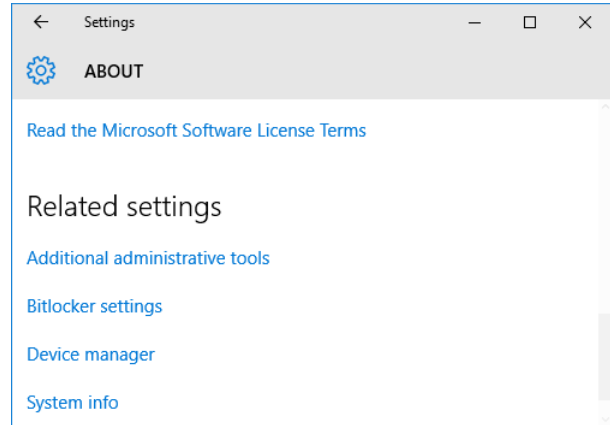 Settings
ABOUT
Read the Microsoft Software License Terms
Related settings
Additional administrative tools
Bitlocker settings
Device manager
System info